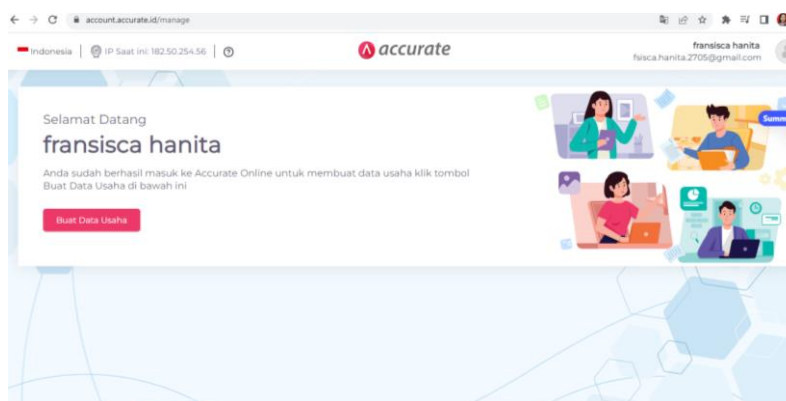 account.accurate.id/manage
Indonesia | IP Saat ini: 182.50.254.56 |
accurate
fransisca hanita
fsisca.hanita.2705@gmail.com
Selamat Datang
fransisca hanita
Anda sudah berhasil masuk ke Accurate Online untuk membuat data usaha klik tombol
Buat Data Usaha di bawah ini
Buat Data Usaha